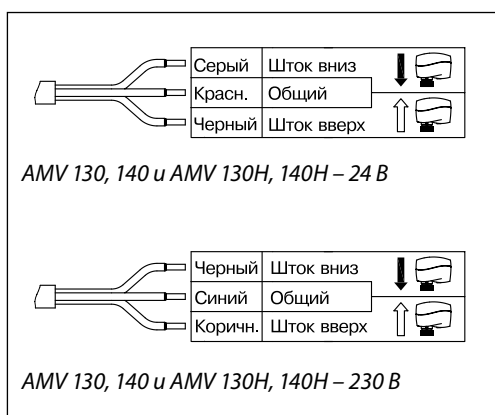 Серый Шток вниз
Красн. Общий
Черный Шток вверх
AMV 130, 140 и AMV 130H, 140H – 24 В
Черный Шток вниз
Синий Общий
Коричн. Шток вверх
AMV 130, 140 и AMV 130H, 140H – 230 В